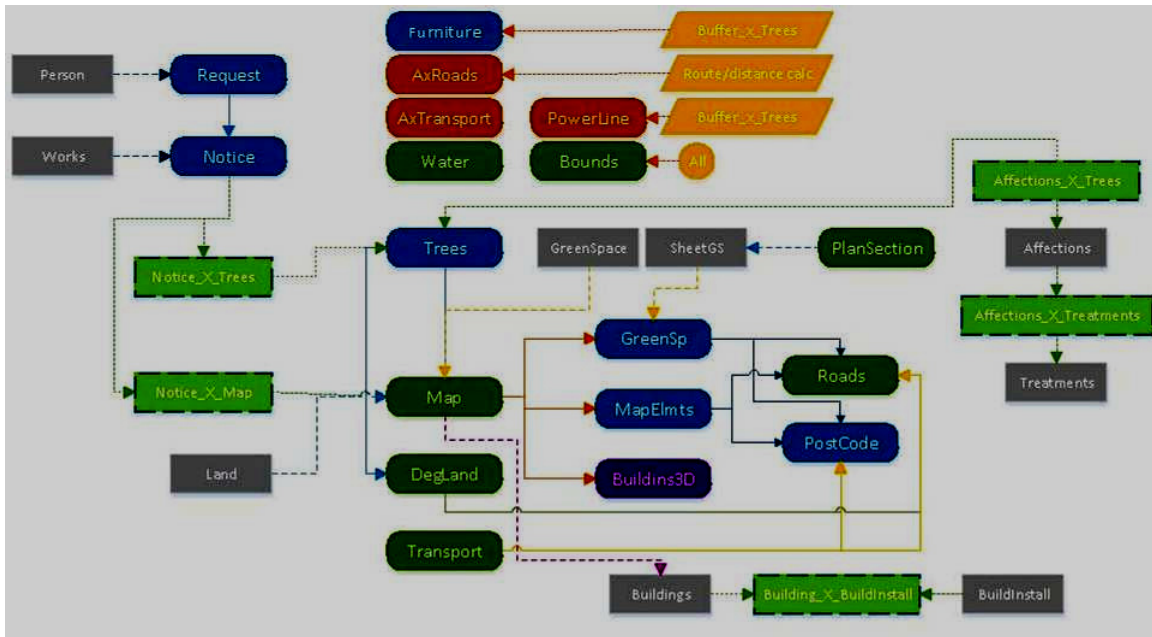 Furniture
Buffer_x_Trees
Person
Request
AxRoads
Route/distance calc.
AxTransport
PowerLine
Buffer_x_Trees
Works
Notice
Water
Bounds
All
Affections_X_Trees
Trees
GreenSpace
SheetGS
PlanSection
Affections
Notice_X_Trees
Affections_X_Treatments
GreenSp
Roads
Treatments
Notice_X_Map
Map
MapElmts
PostCode
Land
DegLand
Buildins3D
Transport
Buildings
Building_X_BuildInstall
BuildInstall